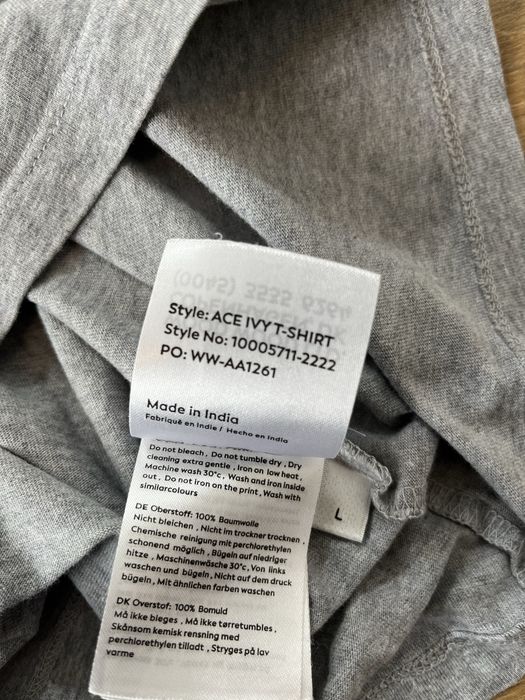 (0045) 3535 6264
Style: ACE IVY T-SHIRT
Style No: 10005711-2222
PO: WW-AA1261
Made in India
Fabriqué en Indie / Hecho en India
Do not bleach, Do not tumble dry, Dry
cleaning extra gentle, Iron on low heat,
Machine wash 30°c, Wash and iron inside
out, Do not iron on the print, Wash with
similarcolours
DE Oberstoff: 100% Baumwolle
Nicht bleichen, Nicht im trockner trocknen,
Chemische reinigung mit perchlorethylen
schonend möglich, Bügeln auf niedriger
hitze, Maschinenwäsche 30°c, Von links
waschen und bügeln, Nicht auf dem druck
bügeln, Mit ähnlichen farben waschen
DK Overstof: 100% Bomuld
Må ikke bleges, Må ikke tørretumbles,
Skånsom kemisk rensning med
perchlorethylen tilladt, Stryges på lav
varme
L